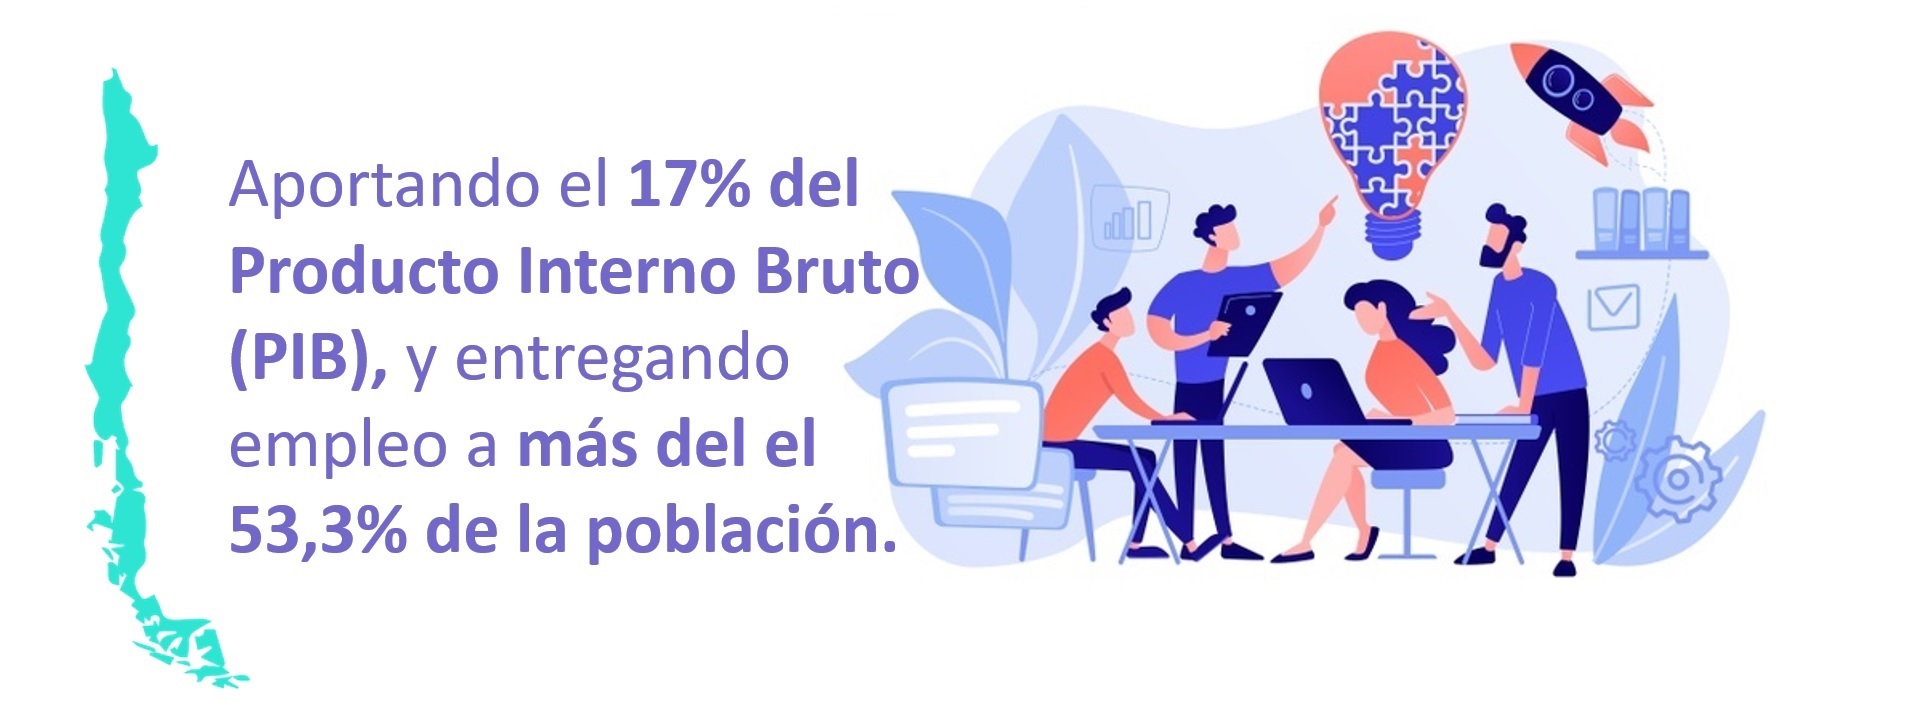 Aportando el 17% del
Producto Interno Bruto
(PIB), y entregando
empleo a más del el
53,3% de la población.